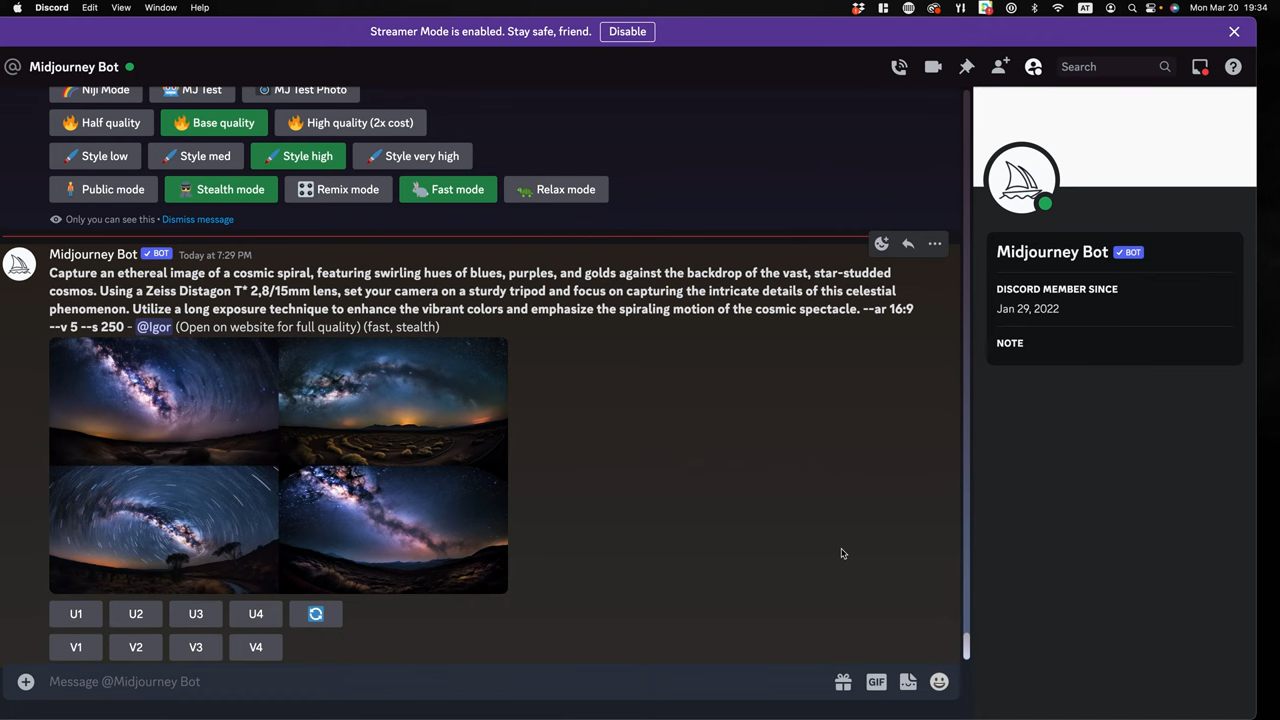 Discord Edit View Window Help
AT Mon Mar 20 19:34
Streamer Mode is enabled. Stay safe, friend. Disable
@ Midjourney Bot
Search
Niji Mode MJ Test MJ Test Photo
Half quality Base quality High quality (2x cost)
Style low Style med Style high Style very high
Public mode Stealth mode Remix mode Fast mode Relax mode
Only you can see this • Dismiss message
Midjourney Bot ✓ BOT Today at 7:29 PM
Capture an ethereal image of a cosmic spiral, featuring swirling hues of blues, purples, and golds against the backdrop of the vast, star-studded
cosmos. Using a Zeiss Distagon T* 2,8/15mm lens, set your camera on a sturdy tripod and focus on capturing the intricate details of this celestial
phenomenon. Utilize a long exposure technique to enhance the vibrant colors and emphasize the spiraling motion of the cosmic spectacle. --ar 16:9
--v 5 --s 250 - @Igor (Open on website for full quality) (fast, stealth)
U1 U2 U3 U4
V1 V2 V3 V4
Message @Midjourney Bot
GIF
Midjourney Bot ✓ BOT
DISCORD MEMBER SINCE
Jan 29, 2022
NOTE